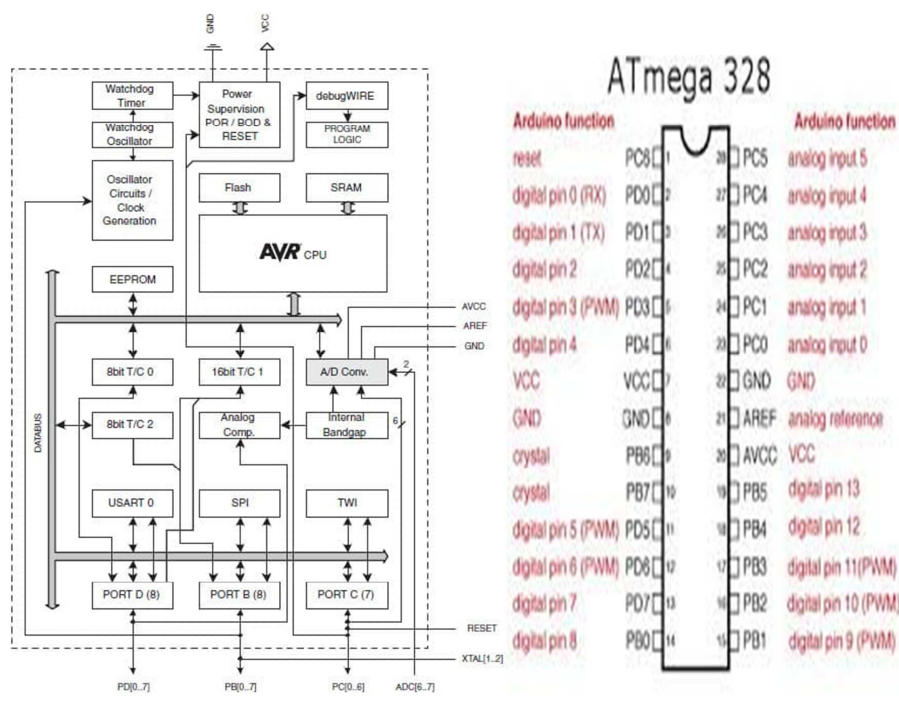 GND
VCC
Watchdog
Timer
Power
Supervision
POR / BOD &
RESET
debugWIRE
Watchdog
Oscillator
PROGRAM
LOGIC
Oscillator
Circuits /
Clock
Generation
Flash
SRAM
AVR CPU
EEPROM
AVCC
AREF
GND
8bit T/C 0
16bit T/C 1
A/D Conv.
2
8bit T/C 2
Analog
Comp.
Internal
Bandgap
6
DATABUS
USART 0
SPI
TWI
PORT D (8)
PORT B (8)
PORT C (7)
RESET
XTAL[1..2]
PD[0..7]
PB[0..7]
PC[0..6]
ADC[6..7]
ATmega 328
Arduino function
Arduino function
reset PC6 1 28 PC5 analog input 5
digital pin 0 (RX) PD0 2 27 PC4 analog input 4
digital pin 1 (TX) PD1 3 26 PC3 analog input 3
digital pin 2 PD2 4 25 PC2 analog input 2
digital pin 3 (PWM) PD3 5 24 PC1 analog input 1
digital pin 4 PD4 6 23 PC0 analog input 0
VCC VCC 7 22 GND GND
GND GND 8 21 AREF analog reference
crystal PB6 9 20 AVCC VCC
crystal PB7 10 19 PB5 digital pin 13
digital pin 5 (PWM) PD5 11 18 PB4 digital pin 12
digital pin 6 (PWM) PD6 12 17 PB3 digital pin 11(PWM)
digital pin 7 PD7 13 16 PB2 digital pin 10 (PWM)
digital pin 8 PB0 14 15 PB1 digital pin 9 (PWM)